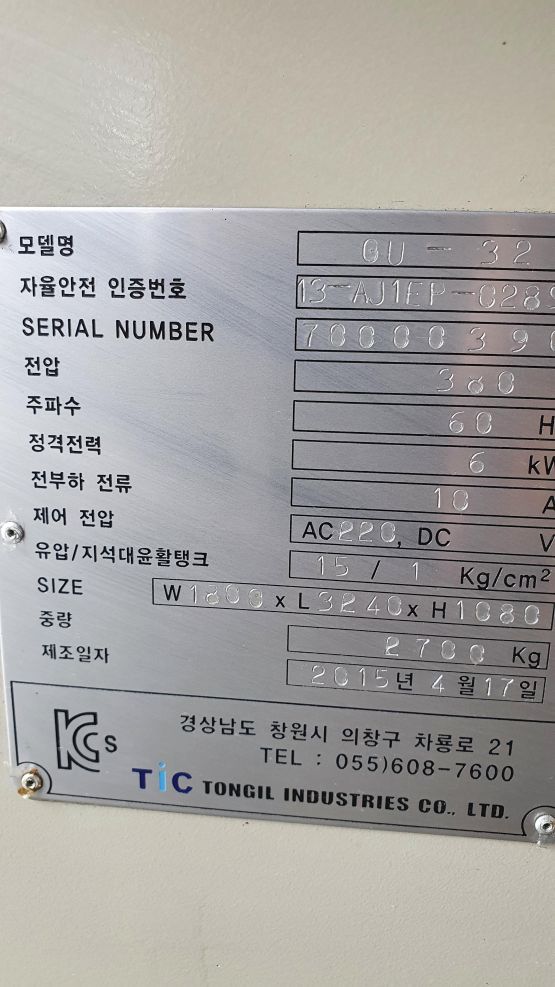 모델명 GU - 32
자율안전 인증번호
SERIAL NUMBER
전압 380
주파수 60 H
정격전력 6 kW
전부하 전류 10 A
제어 전압 AC220, DC V
유압/지석대윤활탱크 15 / 1 Kg/cm²
SIZE W1800 x L3240 x H1080
중량 2700 Kg
제조일자 2015년 4월 17일
KCs 경상남도 창원시 의창구 차룡로 21
TEL : 055)608-7600
TIC TONGIL INDUSTRIES CO., LTD.